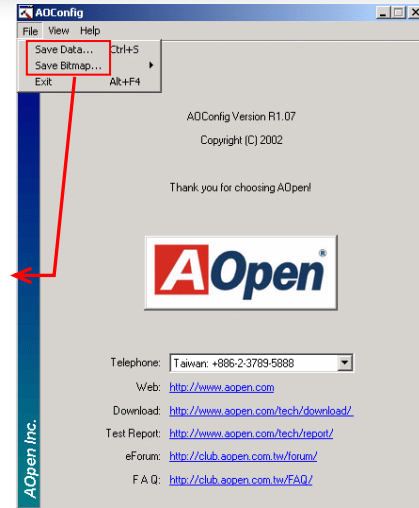 AOConfig
File View Help
Save Data... Ctrl+S
Save Bitmap...
Exit Alt+F4
AOConfig Version R1.07
Copyright (C) 2002
Thank you for choosing AOpen!
AOpen®
Telephone: Taiwan: +886-2-3789-5888
Web: http://www.aopen.com
Download: http://www.aopen.com/tech/download/
Test Report: http://www.aopen.com/tech/report/
eForum: http://club.aopen.com.tw/forum/
F A Q: http://club.aopen.com.tw/FAQ/
AOpen Inc.